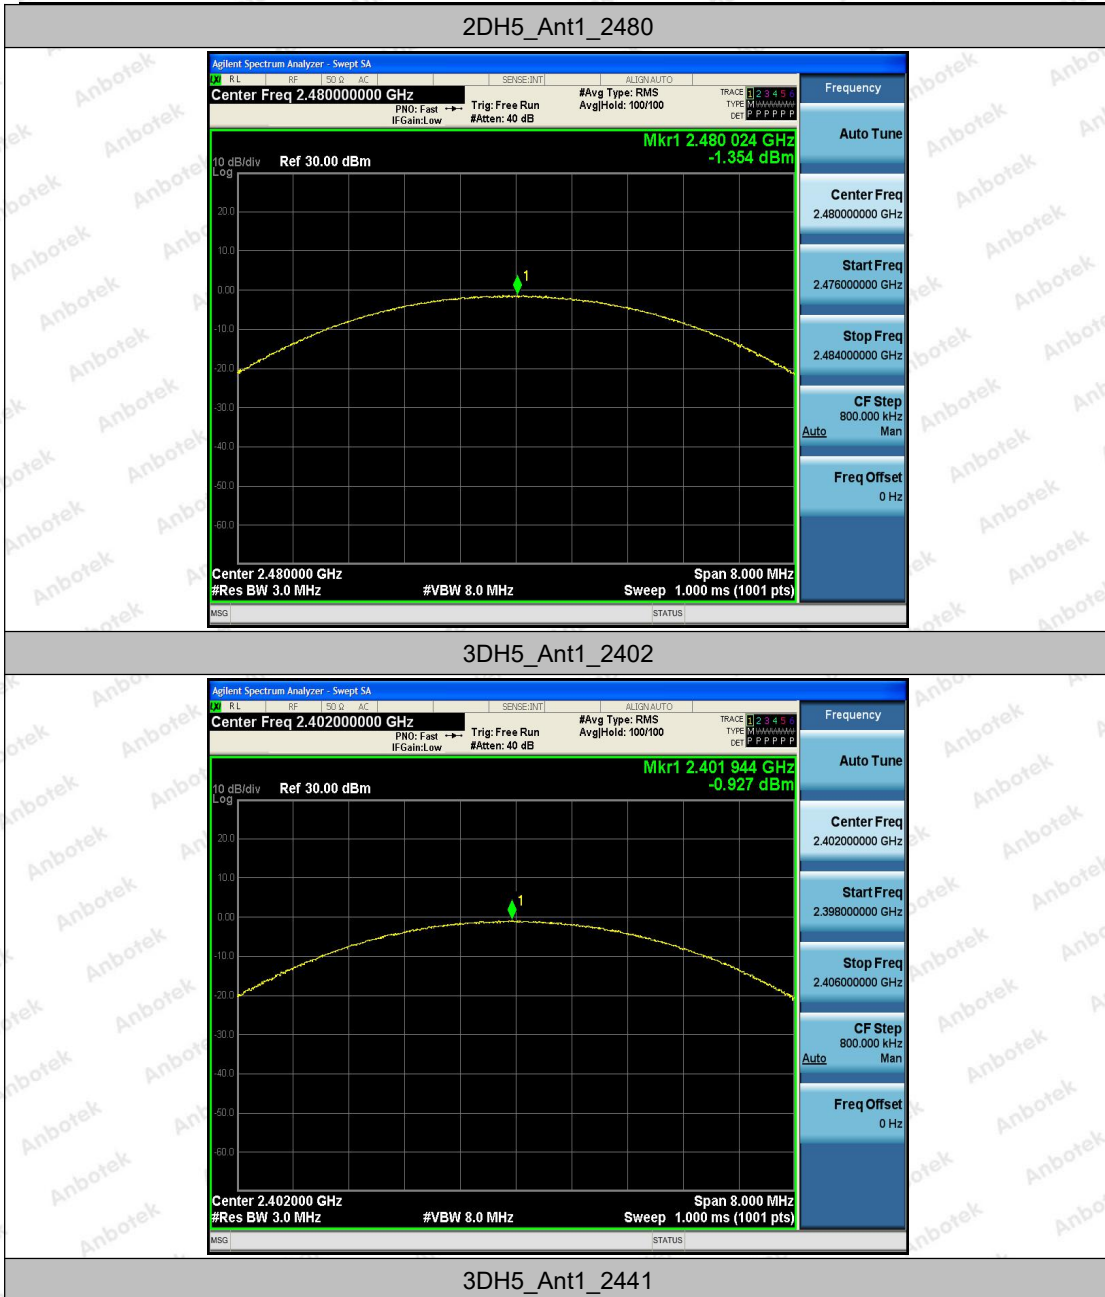 2DH5_Ant1_2480
Agilent Spectrum Analyzer - Swept SA
LXI RL RF 50 Ω AC SENSE:INT ALIGNAUTO
Center Freq 2.480000000 GHz
PNO: Fast
IFGain:Low
Trig: Free Run
#Atten: 40 dB
#Avg Type: RMS
Avg|Hold: 100/100
TRACE 1 2 3 4 5 6
TYPE M
DET P P P P P P
Mkr1 2.480 024 GHz
-1.354 dBm
10 dB/div Ref 30.00 dBm
Log
20.0
10.0
0.00
1
-10.0
-20.0
-30.0
-40.0
-50.0
-60.0
Center 2.480000 GHz Span 8.000 MHz
#Res BW 3.0 MHz #VBW 8.0 MHz Sweep 1.000 ms (1001 pts)
MSG STATUS
Frequency
Auto Tune
Center Freq
2.480000000 GHz
Start Freq
2.476000000 GHz
Stop Freq
2.484000000 GHz
CF Step
800.000 kHz
Auto Man
Freq Offset
0 Hz
3DH5_Ant1_2402
Agilent Spectrum Analyzer - Swept SA
LXI RL RF 50 Ω AC SENSE:INT ALIGNAUTO
Center Freq 2.402000000 GHz
PNO: Fast
IFGain:Low
Trig: Free Run
#Atten: 40 dB
#Avg Type: RMS
Avg|Hold: 100/100
TRACE 1 2 3 4 5 6
TYPE M
DET P P P P P P
Mkr1 2.401 944 GHz
-0.927 dBm
10 dB/div Ref 30.00 dBm
Log
20.0
10.0
0.00
1
-10.0
-20.0
-30.0
-40.0
-50.0
-60.0
Center 2.402000 GHz Span 8.000 MHz
#Res BW 3.0 MHz #VBW 8.0 MHz Sweep 1.000 ms (1001 pts)
MSG STATUS
Frequency
Auto Tune
Center Freq
2.402000000 GHz
Start Freq
2.398000000 GHz
Stop Freq
2.406000000 GHz
CF Step
800.000 kHz
Auto Man
Freq Offset
0 Hz
3DH5_Ant1_2441
Anbotek